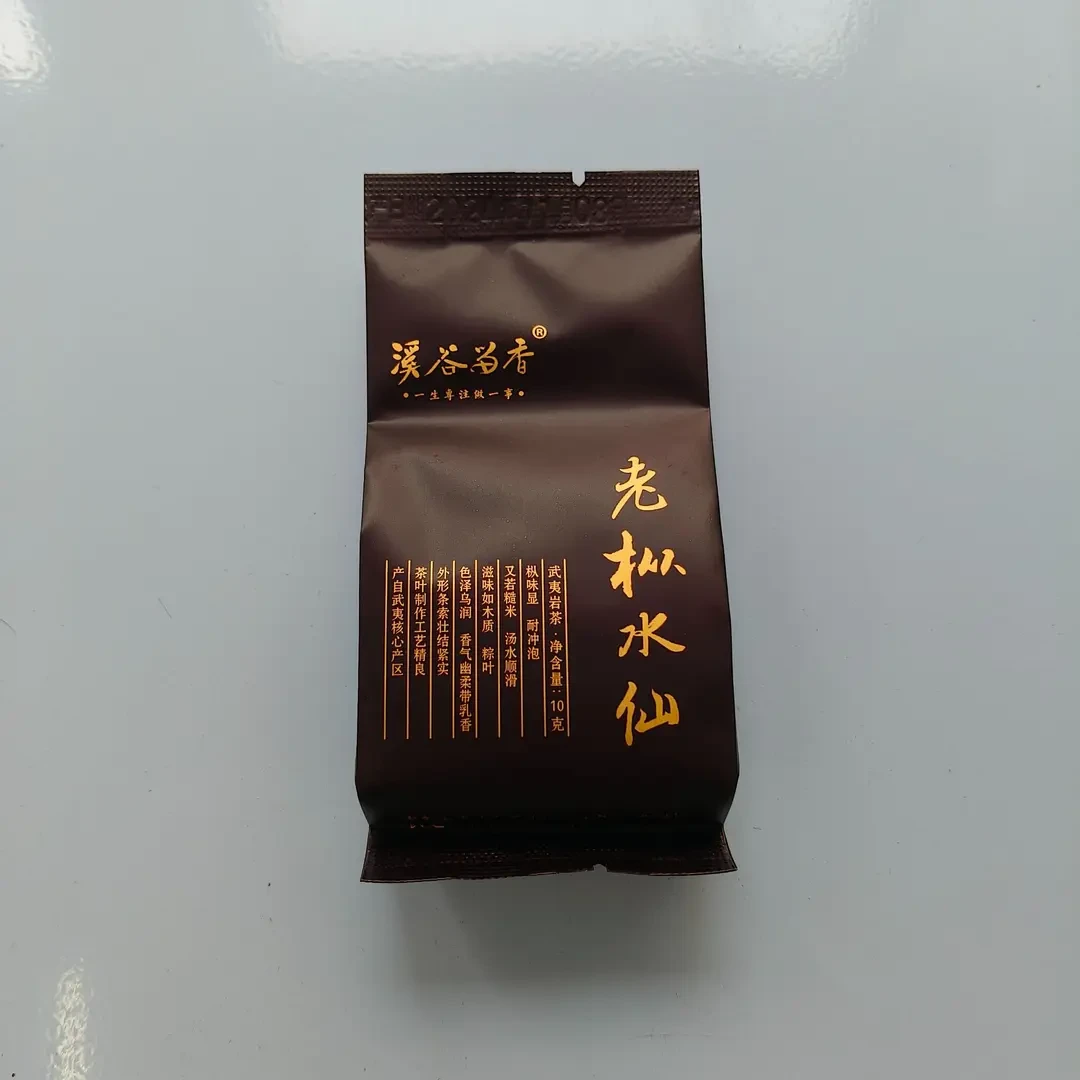 溪谷留香®
·一生专注做一事·
老枞水仙
武夷岩茶·净含量:10克
枞味显 耐冲泡
又若糙米 汤水顺滑
滋味如木质 粽叶
色泽乌润 香气幽柔带乳香
外形条索壮结紧实
茶叶制作工艺精良
产自武夷核心产区